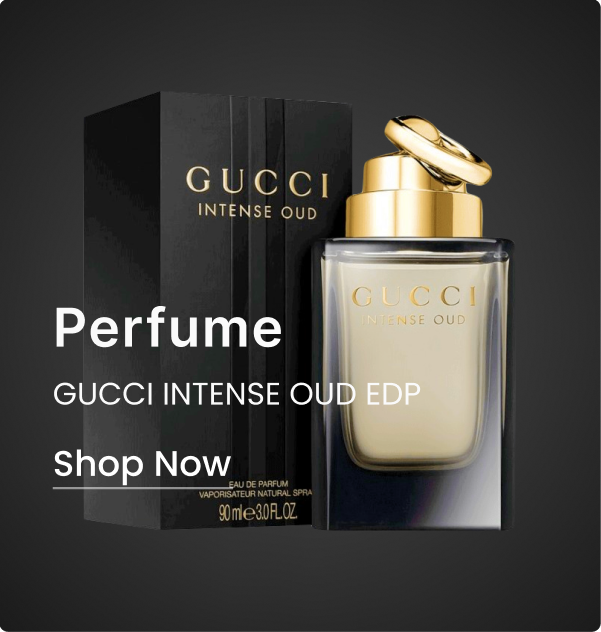 GUCCI
INTENSE OUD
GUCCI
INTENSE OUD
Perfume
GUCCI INTENSE OUD EDP
Shop Now
EAU DE PARFUM
VAPORISATEUR NATURAL SPRA
90 ml e 3.0 FL.OZ.